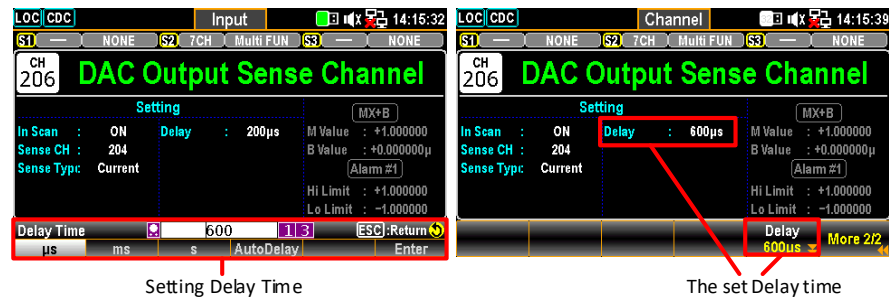 LOC CDC Input 14:15:32
S1 — NONE S2 7CH Multi FUN S3 — NONE
CH 206 DAC Output Sense Channel
Setting
MX+B
In Scan : ON Delay : 200µs M Value : +1.000000
Sense CH : 204 B Value : +0.000000µ
Sense Type: Current Alarm #1
Hi Limit : +1.000000
Lo Limit : -1.000000
Delay Time 600 1 3 ESC :Return
µs ms s AutoDelay Enter
Setting Delay Time
LOC CDC Channel 14:15:39
S1 — NONE S2 7CH Multi FUN S3 — NONE
CH 206 DAC Output Sense Channel
Setting
MX+B
In Scan : ON Delay : 600µs M Value : +1.000000
Sense CH : 204 B Value : +0.000000µ
Sense Type: Current Alarm #1
Hi Limit : +1.000000
Lo Limit : -1.000000
Delay
600us More 2/2
The set Delay time